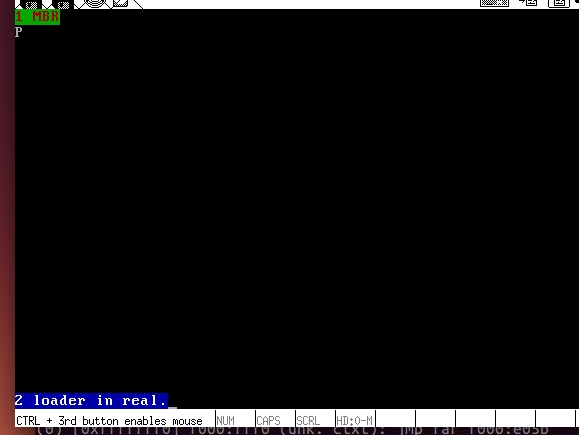 1 MBR
P
2 loader in real.
CTRL + 3rd button enables mouse NUM CAPS SCRL HD:0-M
(0) [0xfffffff0] f000:fff0 (unk. ctxt): jmp far f000:e05b